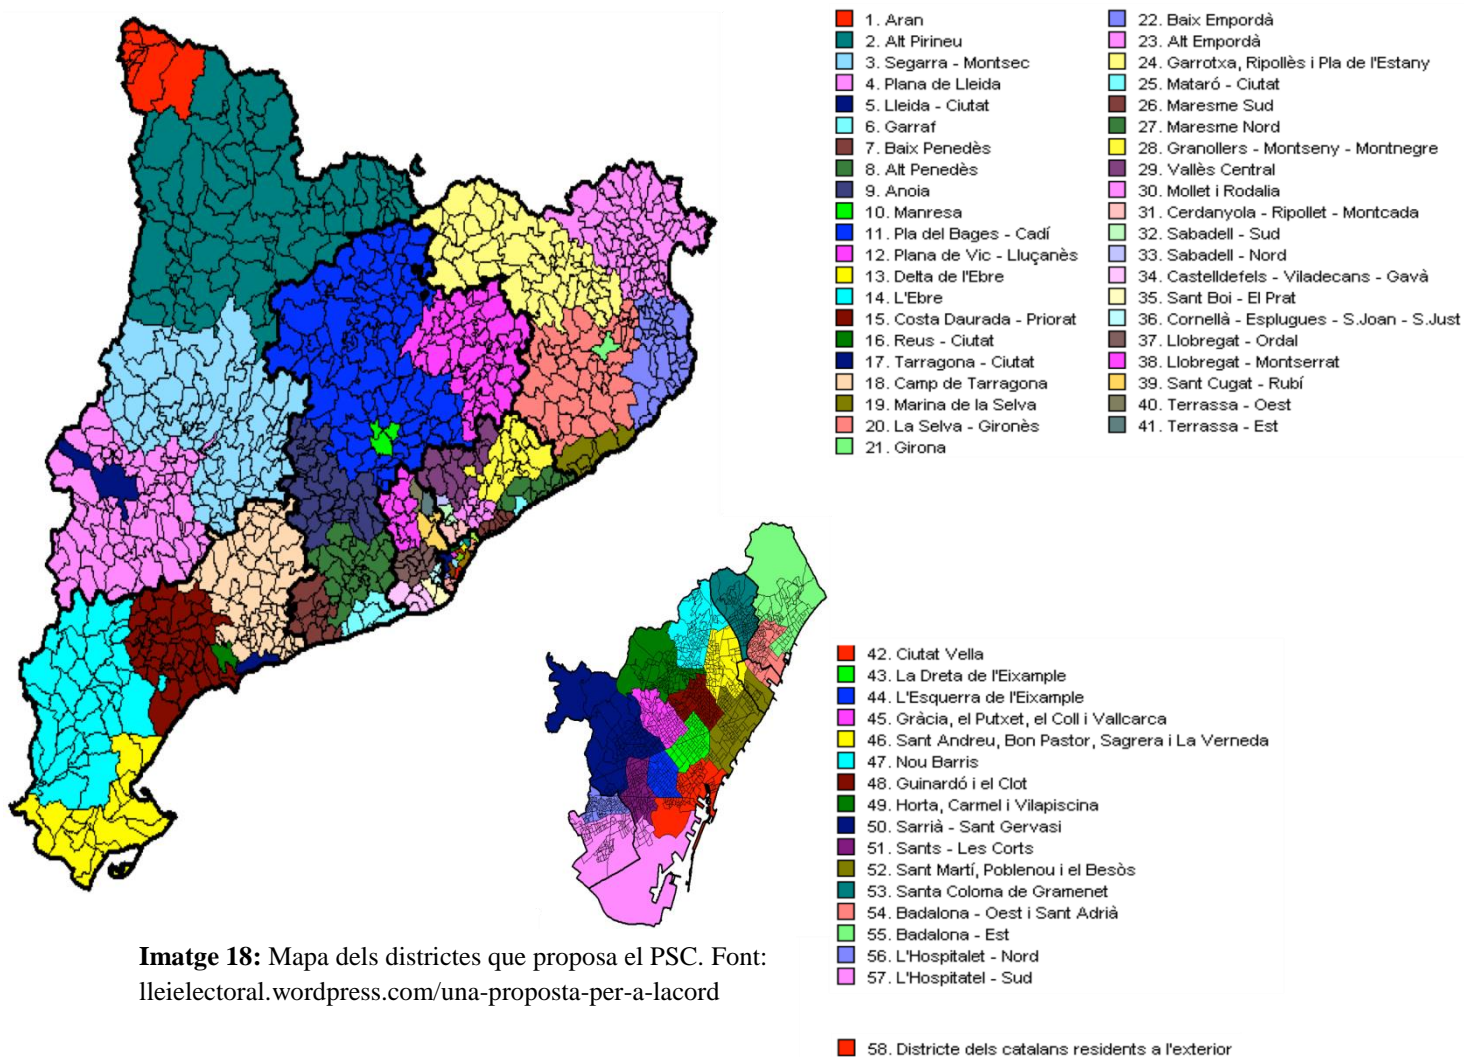 1. Aran
2. Alt Pirineu
3. Segarra - Montsec
4. Plana de Lleida
5. Lleida - Ciutat
6. Garraf
7. Baix Penedès
8. Alt Penedès
9. Anoia
10. Manresa
11. Pla del Bages - Cadí
12. Plana de Vic - Lluçanès
13. Delta de l'Ebre
14. L'Ebre
15. Costa Daurada - Priorat
16. Reus - Ciutat
17. Tarragona - Ciutat
18. Camp de Tarragona
19. Marina de la Selva
20. La Selva - Gironès
21. Girona
22. Baix Empordà
23. Alt Empordà
24. Garrotxa, Ripollès i Pla de l'Estany
25. Mataró - Ciutat
26. Maresme Sud
27. Maresme Nord
28. Granollers - Montseny - Montnegre
29. Vallès Central
30. Mollet i Rodalia
31. Cerdanyola - Ripollet - Montcada
32. Sabadell - Sud
33. Sabadell - Nord
34. Castelldefels - Viladecans - Gavà
35. Sant Boi - El Prat
36. Cornellà - Esplugues - S.Joan - S.Just
37. Llobregat - Ordal
38. Llobregat - Montserrat
39. Sant Cugat - Rubí
40. Terrassa - Oest
41. Terrassa - Est
42. Ciutat Vella
43. La Dreta de l'Eixample
44. L'Esquerra de l'Eixample
45. Gràcia, el Putxet, el Coll i Vallcarca
46. Sant Andreu, Bon Pastor, Sagrera i La Verneda
47. Nou Barris
48. Guinardó i el Clot
49. Horta, Carmel i Vilapiscina
50. Sarrià - Sant Gervasi
51. Sants - Les Corts
52. Sant Martí, Poblenou i el Besòs
53. Santa Coloma de Gramenet
54. Badalona - Oest i Sant Adrià
55. Badalona - Est
56. L'Hospitalet - Nord
57. L'Hospitatel - Sud
58. Districte dels catalans residents a l'exterior
Imatge 18: Mapa dels districtes que proposa el PSC. Font:
lleielectoral.wordpress.com/una-proposta-per-a-lacord